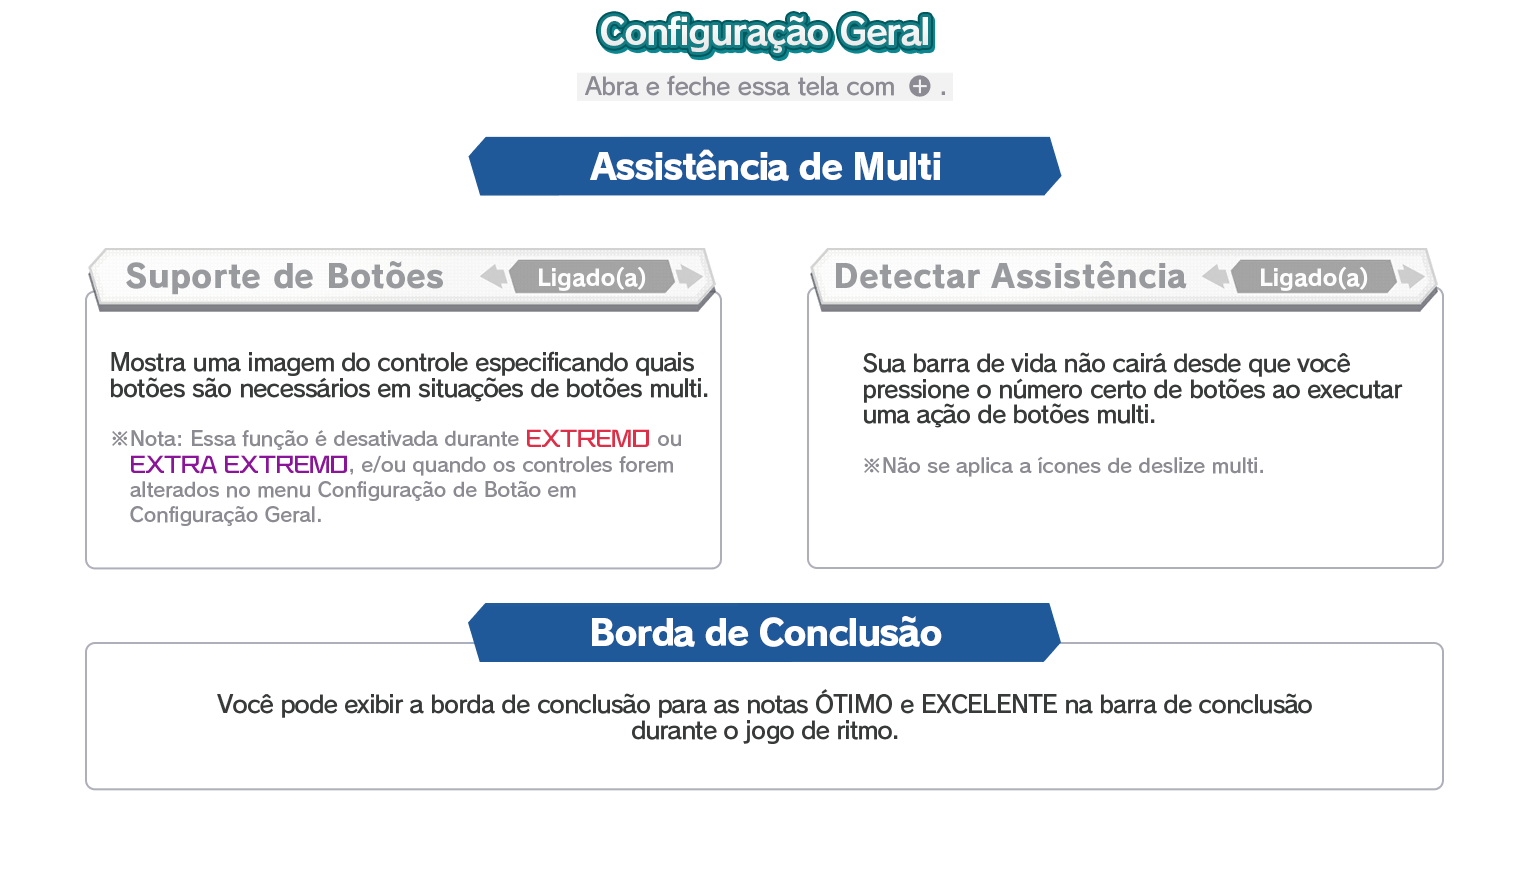 Configuração Geral
Abra e feche essa tela com ⊕ .
Assistência de Multi
Suporte de Botões
Ligado(a)
Mostra uma imagem do controle especificando quais
botões são necessários em situações de botões multi.
※Nota: Essa função é desativada durante EXTREMO ou
EXTRA EXTREMO, e/ou quando os controles forem
alterados no menu Configuração de Botão em
Configuração Geral.
Detectar Assistência
Ligado(a)
Sua barra de vida não cairá desde que você
pressione o número certo de botões ao executar
uma ação de botões multi.
※Não se aplica a ícones de deslize multi.
Borda de Conclusão
Você pode exibir a borda de conclusão para as notas ÓTIMO e EXCELENTE na barra de conclusão
durante o jogo de ritmo.